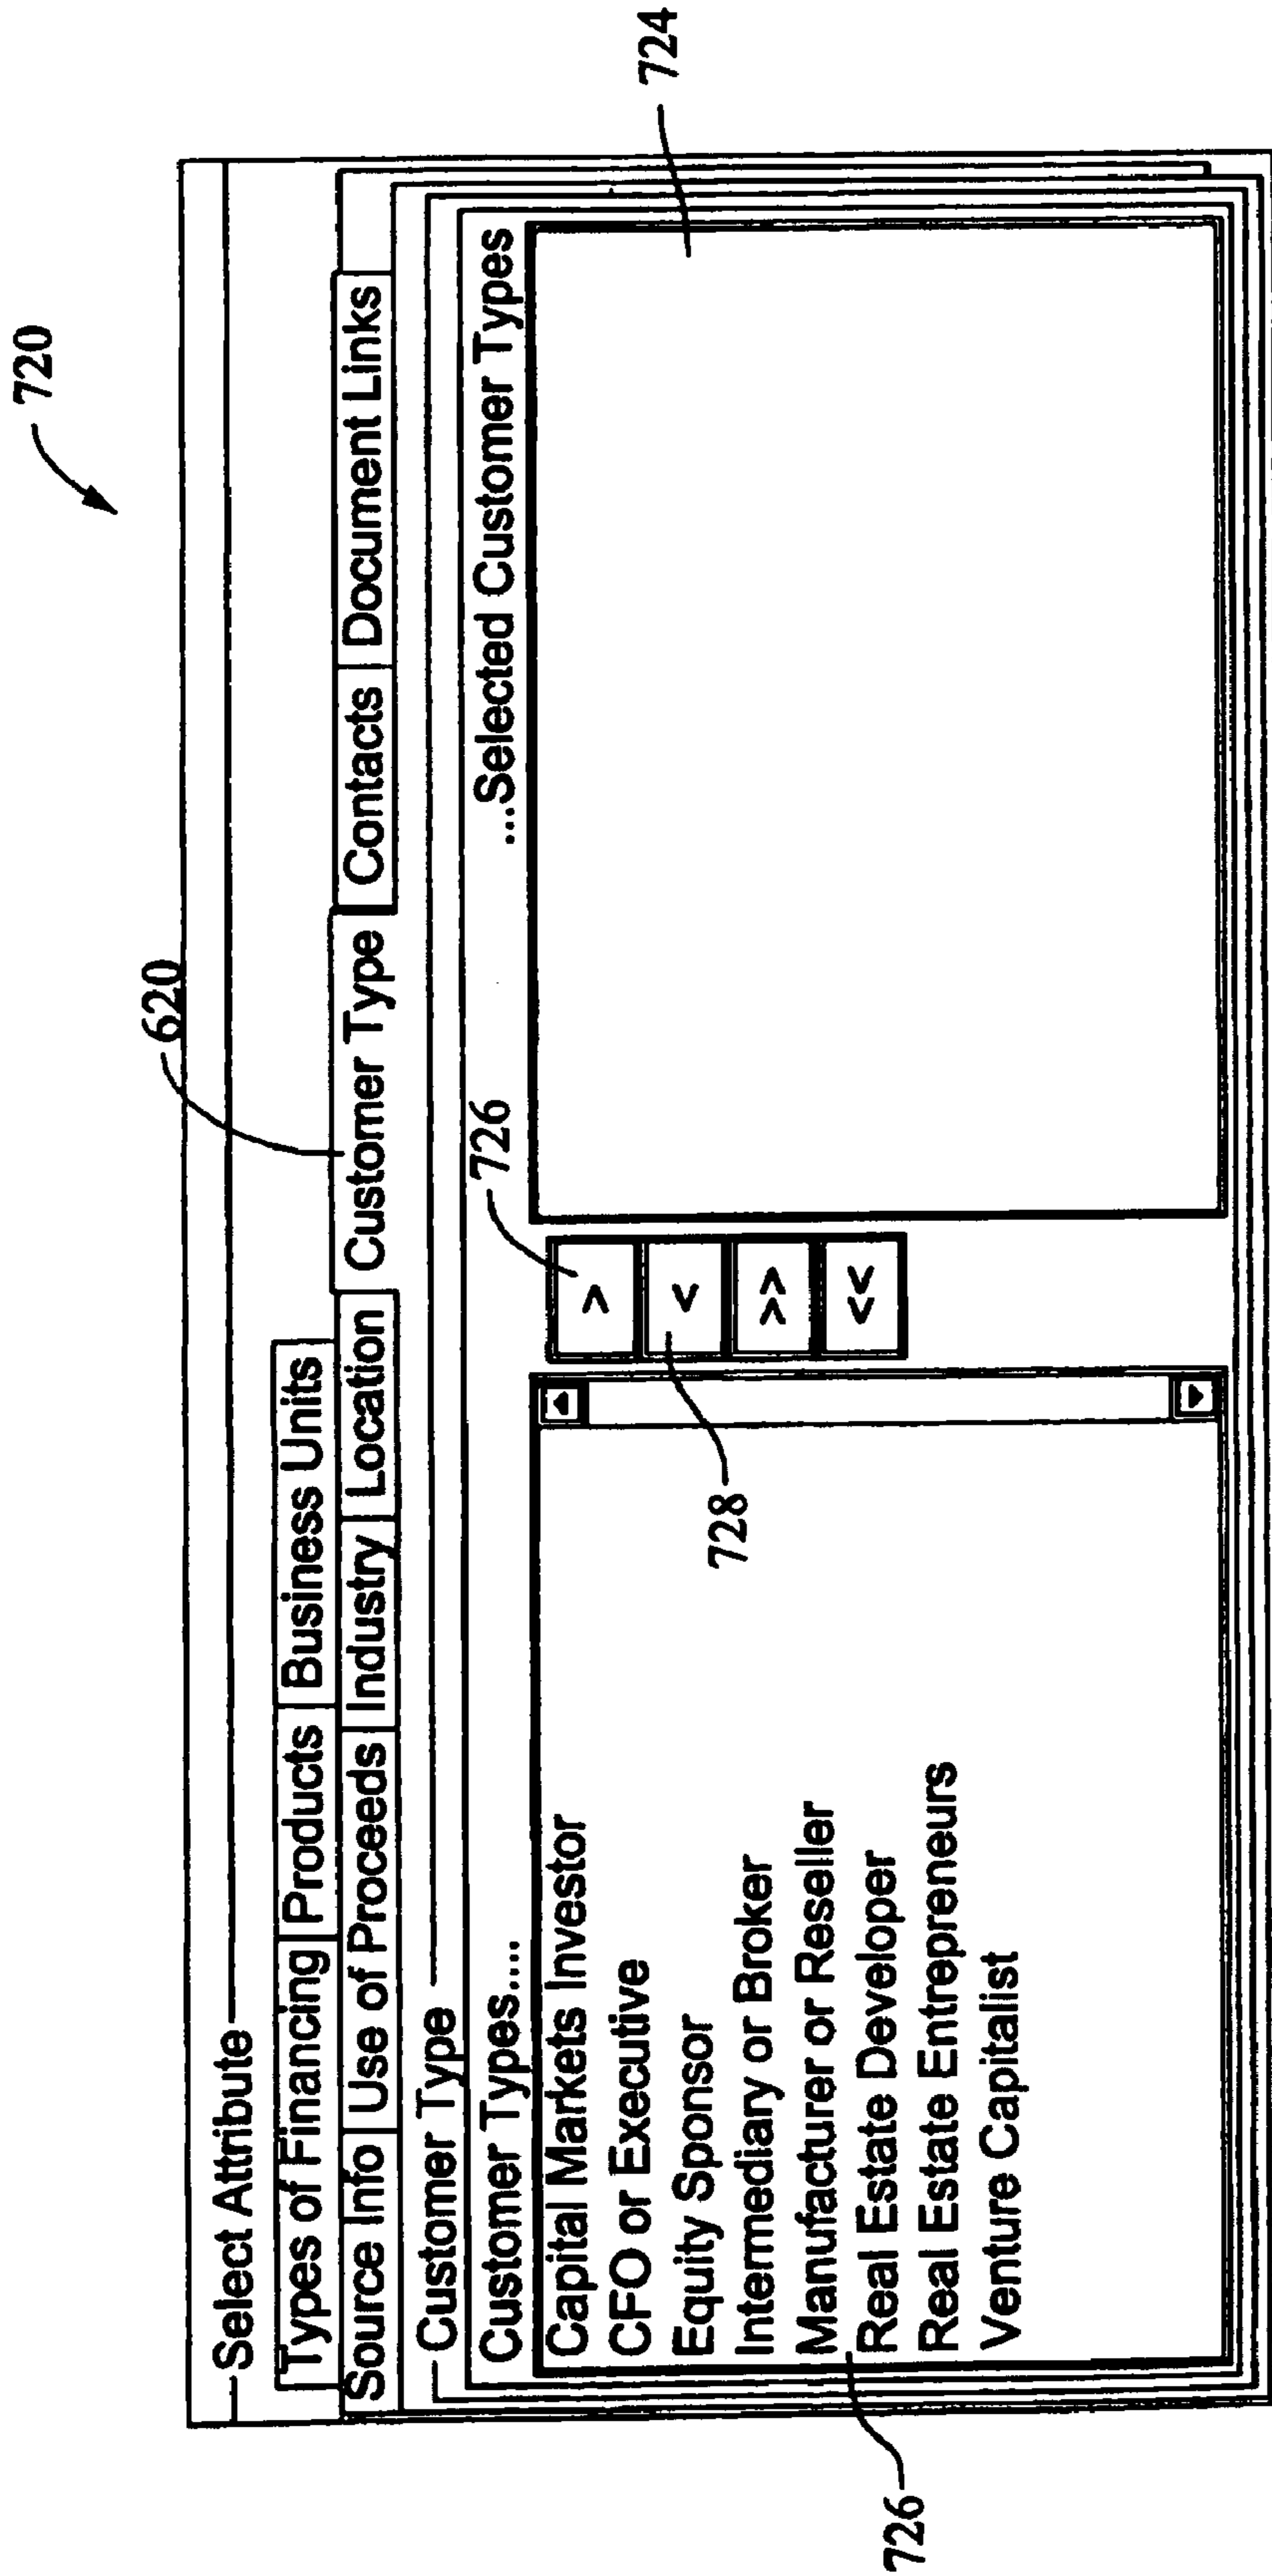 720
Select Attribute
Types of Financing Products Business Units
620
Source Info Use of Proceeds Industry Location Customer Type Contacts Document Links
Customer Type
Customer Types....
...Selected Customer Types
726
724
Capital Markets Investor
CFO or Executive
Equity Sponsor
Intermediary or Broker
Manufacturer or Reseller
Real Estate Developer
Real Estate Entrepreneurs
Venture Capitalist
>
<
>>
<<
728
726